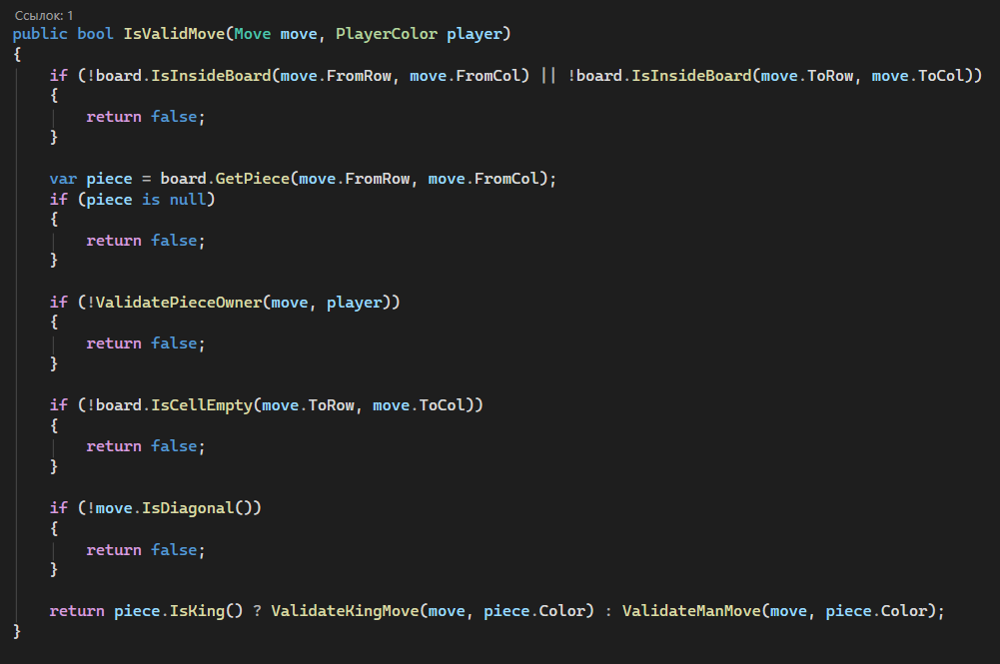 Ссылок: 1
public bool IsValidMove(Move move, PlayerColor player)
{
if (!board.IsInsideBoard(move.FromRow, move.FromCol) || !board.IsInsideBoard(move.ToRow, move.ToCol))
{
return false;
}
var piece = board.GetPiece(move.FromRow, move.FromCol);
if (piece is null)
{
return false;
}
if (!ValidatePieceOwner(move, player))
{
return false;
}
if (!board.IsCellEmpty(move.ToRow, move.ToCol))
{
return false;
}
if (!move.IsDiagonal())
{
return false;
}
return piece.IsKing() ? ValidateKingMove(move, piece.Color) : ValidateManMove(move, piece.Color);
}